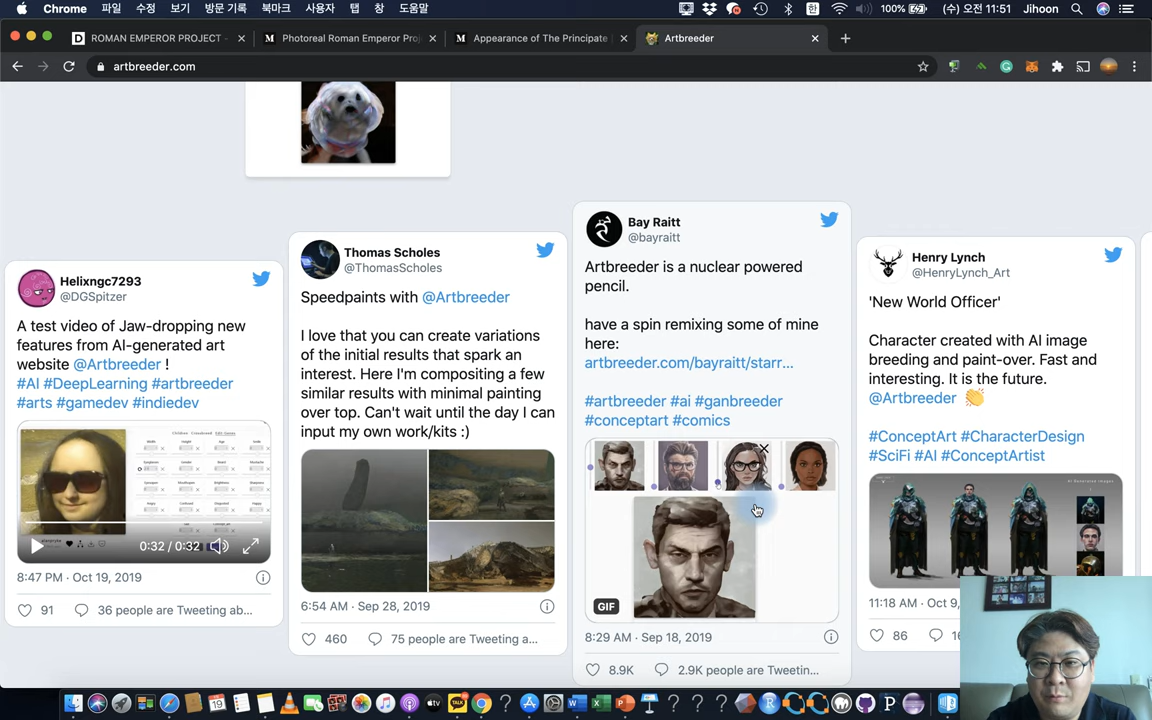 Chrome 파일 수정 보기 방문 기록 북마크 사용자 탭 창 도움말 한 100% (수) 오전 11:51 Jihoon
ROMAN EMPEROR PROJECT - Photoreal Roman Emperor Proj Appearance of The Principate Artbreeder
artbreeder.com
Helixngc7293
@DGSpitzer
A test video of Jaw-dropping new
features from AI-generated art
website @Artbreeder !
#AI #DeepLearning #artbreeder
#arts #gamedev #indiedev
0:32 / 0:32
8:47 PM · Oct 19, 2019
91 36 people are Tweeting ab...
Thomas Scholes
@ThomasScholes
Speedpaints with @Artbreeder
I love that you can create variations
of the initial results that spark an
interest. Here I'm compositing a few
similar results with minimal painting
over top. Can't wait until the day I can
input my own work/kits :)
6:54 AM · Sep 28, 2019
460 75 people are Tweeting a...
Bay Raitt
@bayraitt
Artbreeder is a nuclear powered
pencil.
have a spin remixing some of mine
here:
artbreeder.com/bayraitt/starr...
#artbreeder #ai #ganbreeder
#conceptart #comics
GIF
8:29 AM · Sep 18, 2019
8.9K 2.9K people are Tweetin...
Henry Lynch
@HenryLynch_Art
'New World Officer'
Character created with AI image
breeding and paint-over. Fast and
interesting. It is the future.
@Artbreeder 👏
#ConceptArt #CharacterDesign
#SciFi #AI #ConceptArtist
11:18 AM · Oct 9,
86